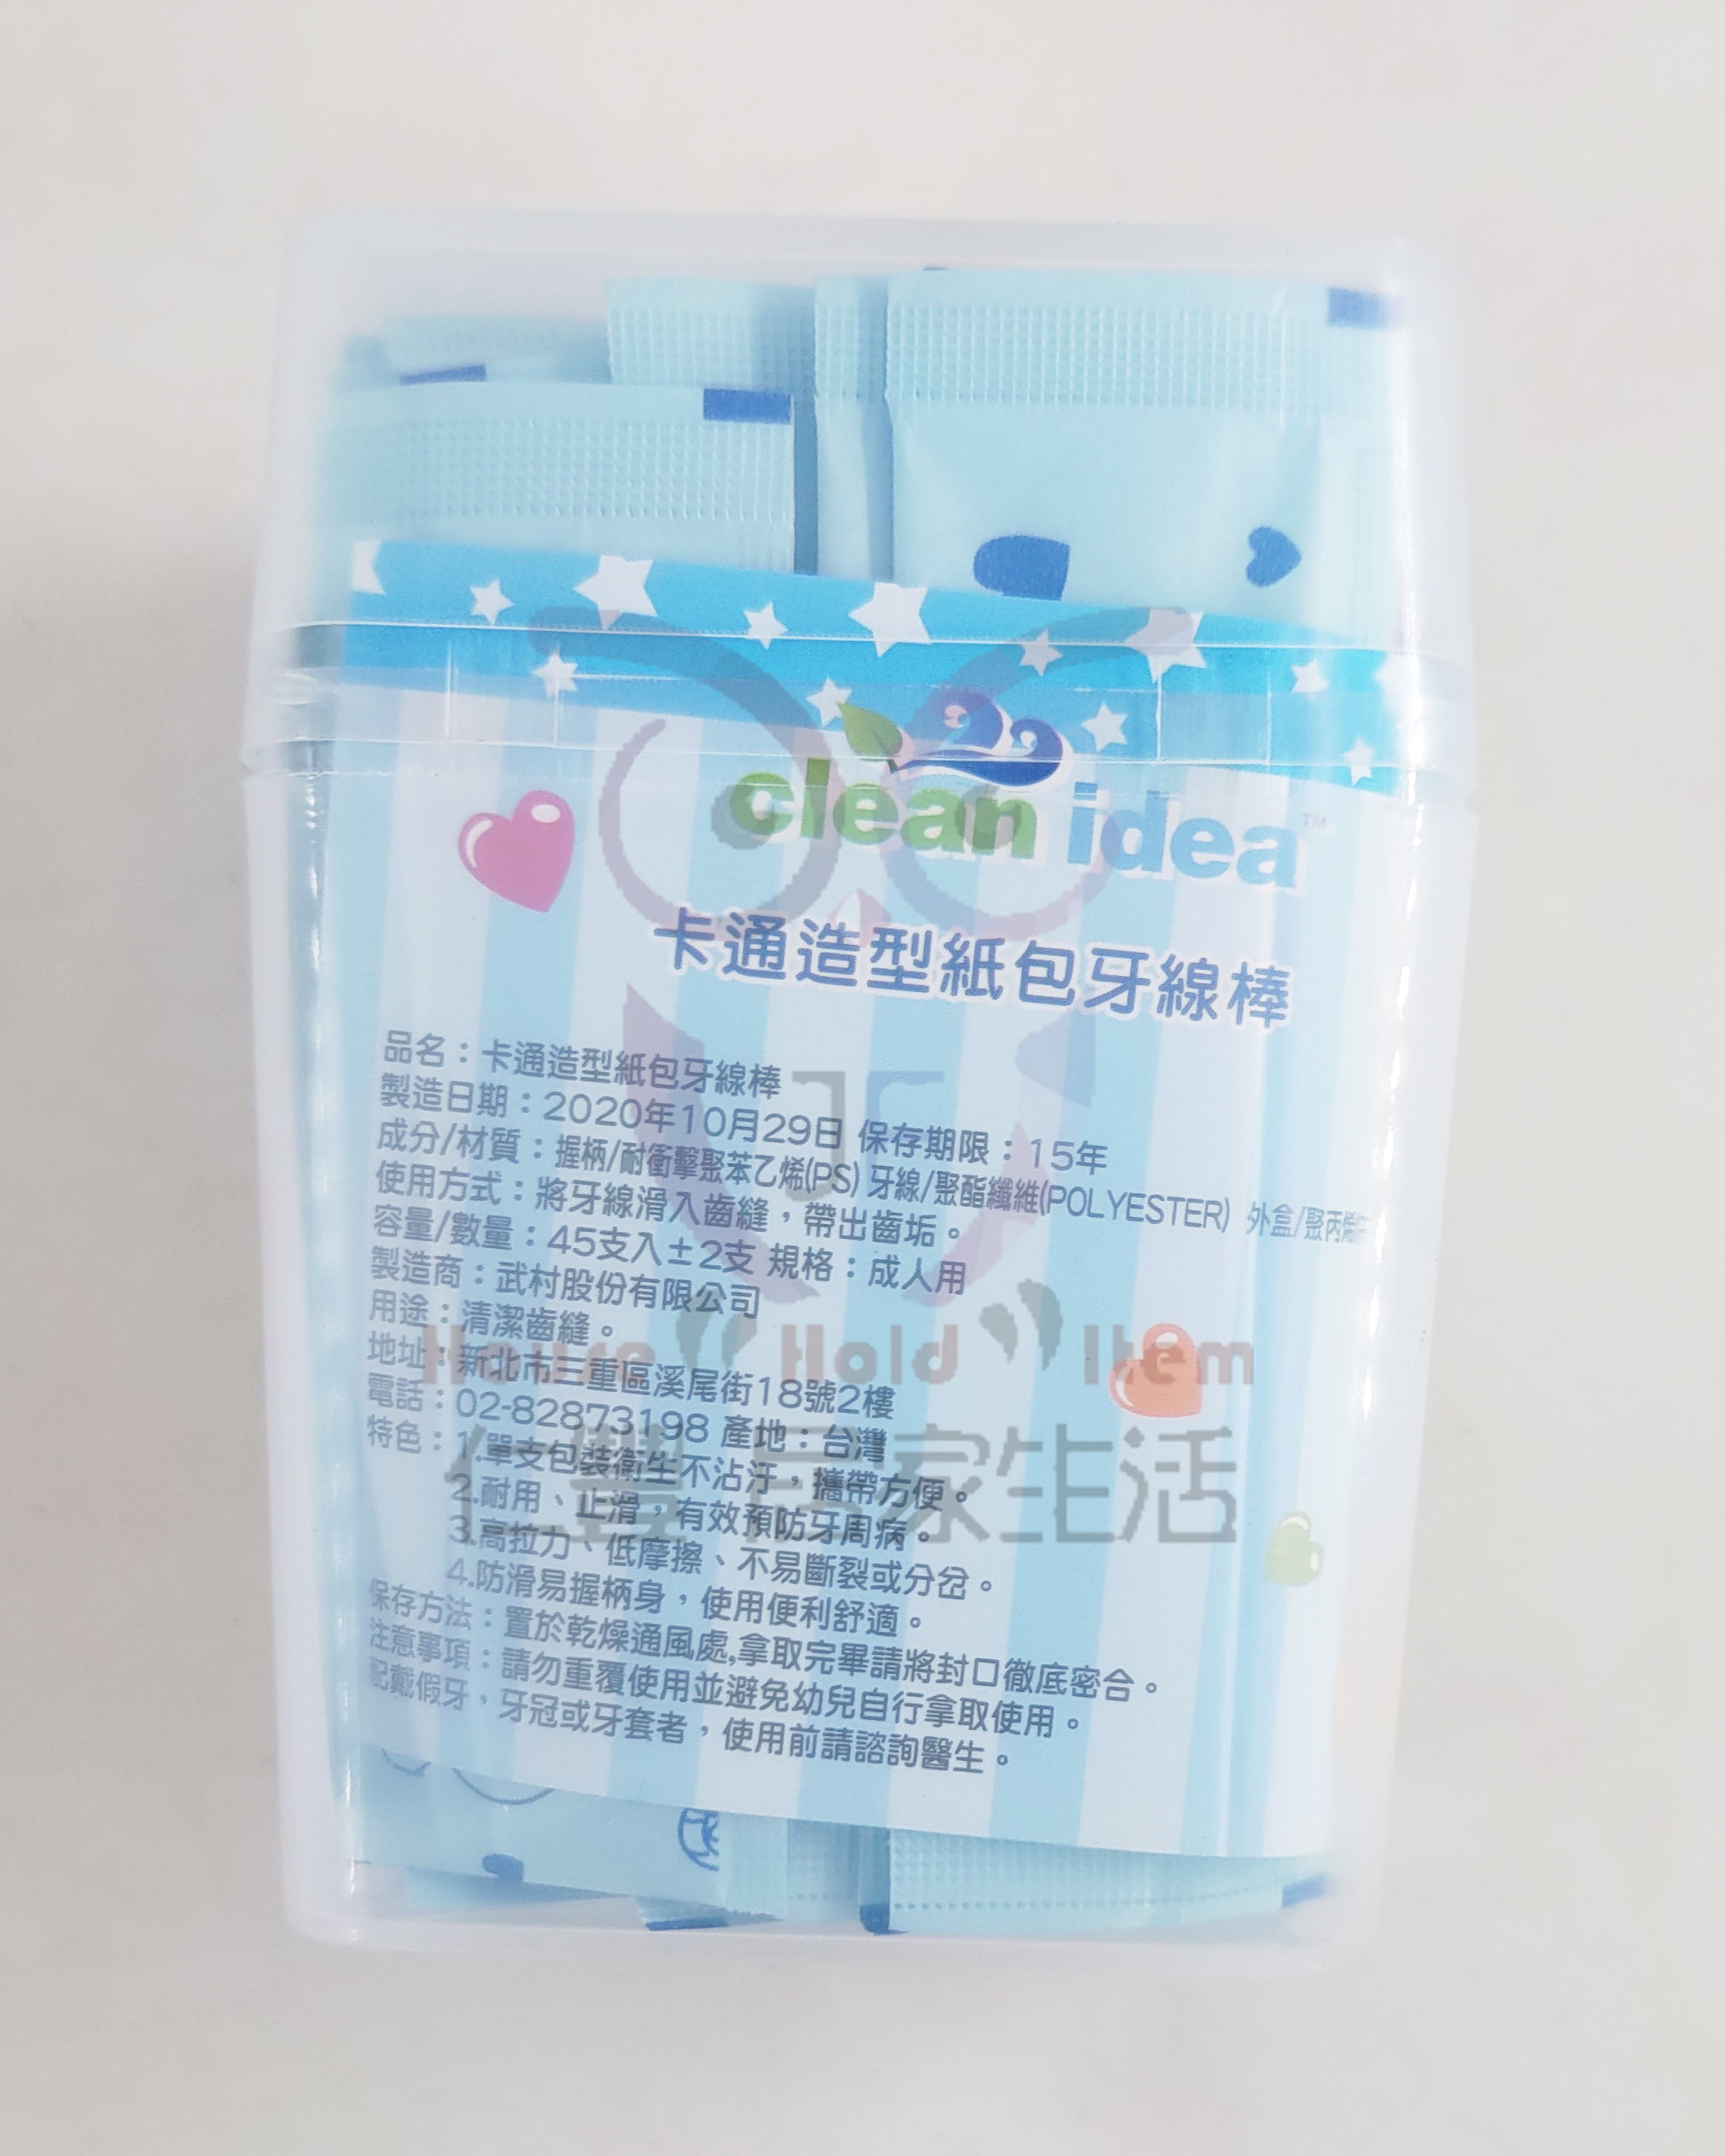 clean idea™
卡通造型紙包牙線棒
品名：卡通造型紙包牙線棒
製造日期：2020年10月29日 保存期限：15年
成分/材質：握柄/耐衝擊聚苯乙烯(PS) 牙線/聚酯纖維(POLYESTER) 外盒/聚丙烯
使用方式：將牙線滑入齒縫，帶出齒垢。
容量/數量：45支入±2支 規格：成人用
製造商：武村股份有限公司
用途：清潔齒縫。
地址：新北市三重區溪尾街18號2樓
電話：02-82873198 產地：台灣
特色：1.單支包裝衛生不沾汙，攜帶方便。
2.耐用、止滑，有效預防牙周病。
3.高拉力、低摩擦、不易斷裂或分岔。
4.防滑易握柄身，使用便利舒適。
保存方法：置於乾燥通風處,拿取完畢請將封口徹底密合。
注意事項：請勿重覆使用並避免幼兒自行拿取使用。
配戴假牙，牙冠或牙套者，使用前請諮詢醫生。
House Hold Item
仁豐 居家生活